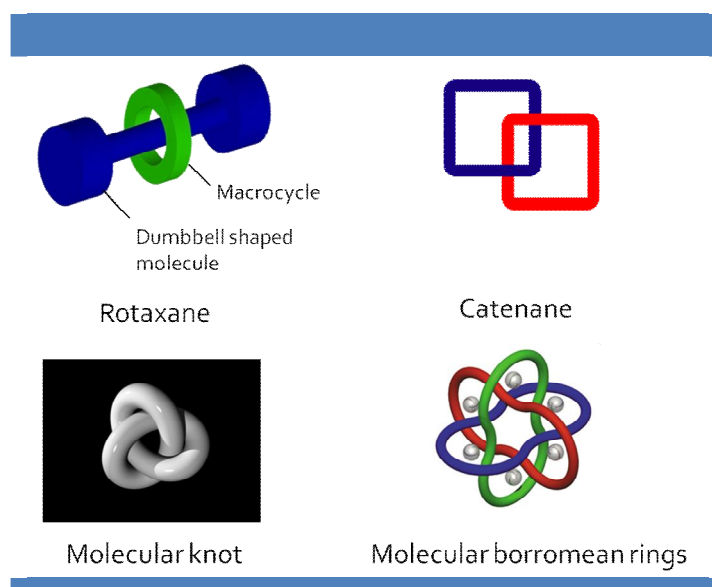 Macrocycle
Dumbbell shaped
molecule
Rotaxane
Catenane
Molecular knot
Molecular borromean rings